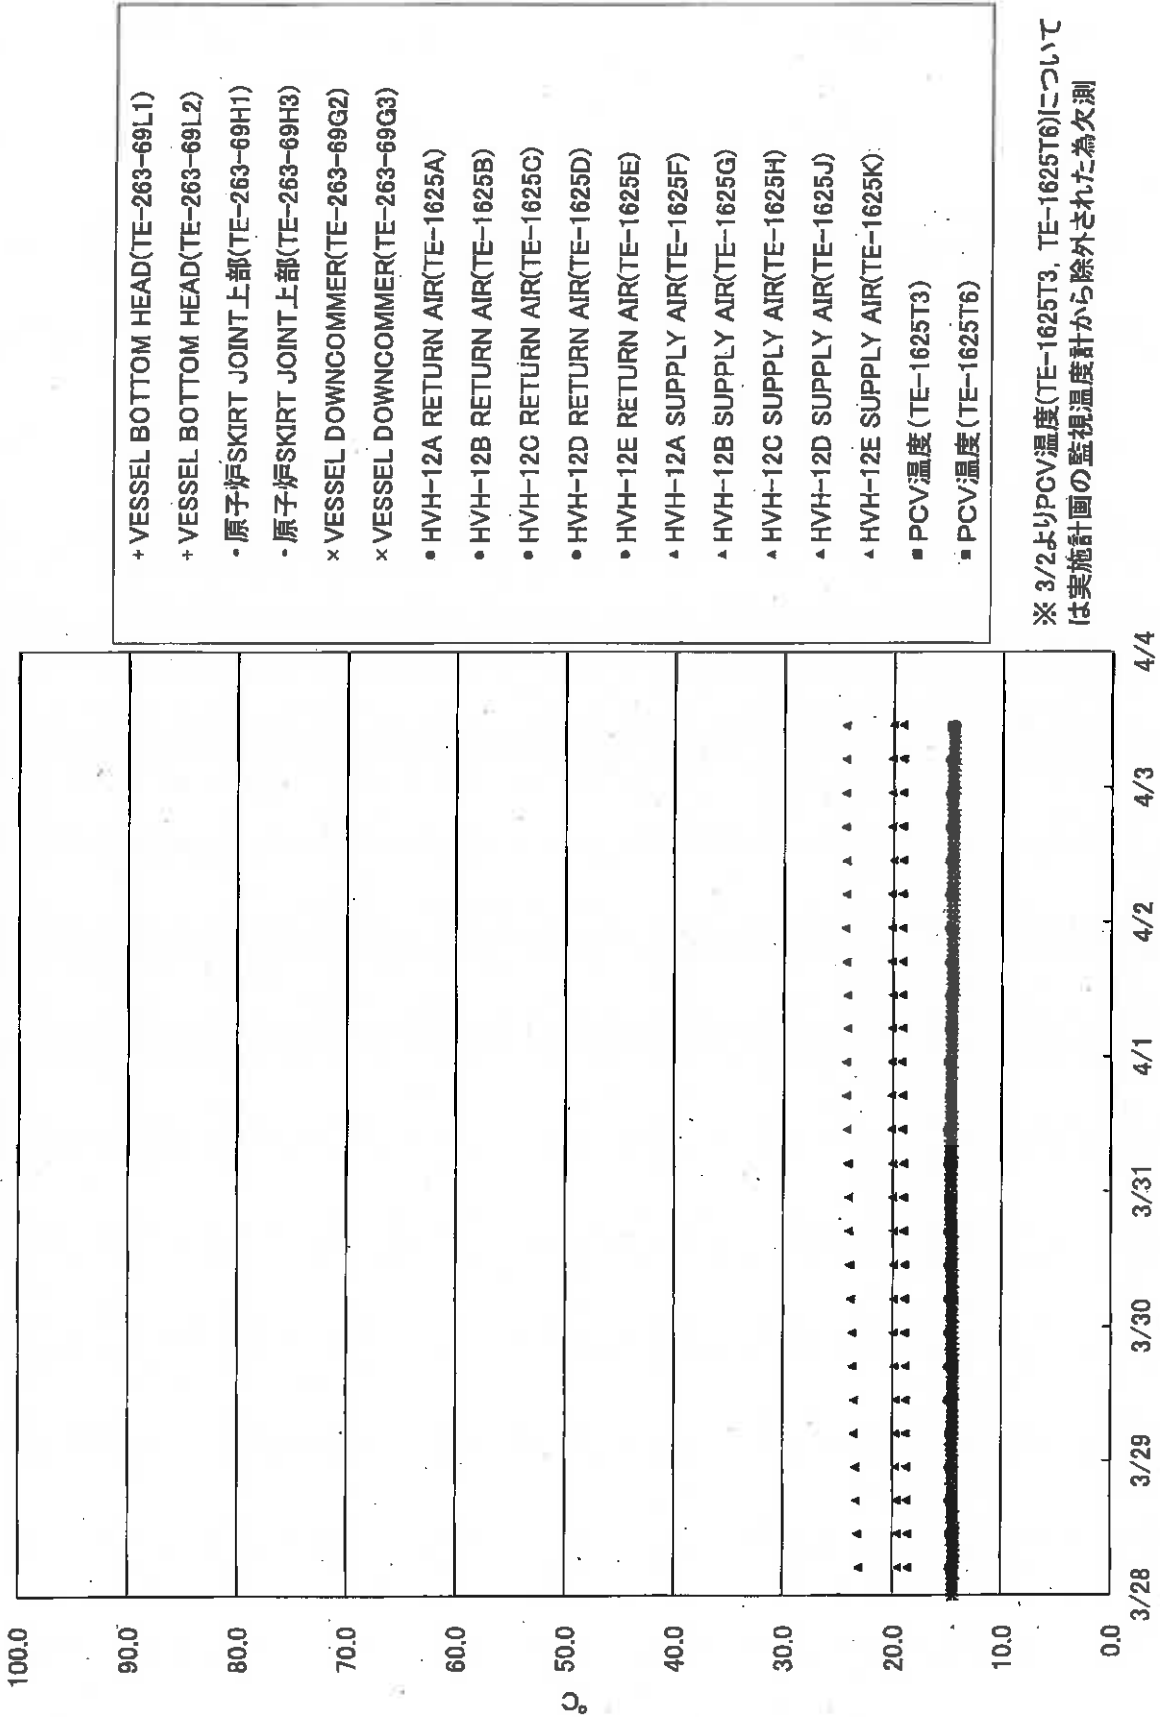 100.0
90.0
80.0
70.0
60.0
50.0
40.0
30.0
20.0
10.0
0.0
℃
3/28
3/29
3/30
3/31
4/1
4/2
4/3
4/4
+ VESSEL BOTTOM HEAD(TE-263-69L1)
+ VESSEL BOTTOM HEAD(TE-263-69L2)
- 原子炉SKIRT JOINT上部(TE-263-69H1)
- 原子炉SKIRT JOINT上部(TE-263-69H3)
× VESSEL DOWNCOMMER(TE-263-69G2)
× VESSEL DOWNCOMMER(TE-263-69G3)
● HVH-12A RETURN AIR(TE-1625A)
● HVH-12B RETURN AIR(TE-1625B)
● HVH-12C RETURN AIR(TE-1625C)
● HVH-12D RETURN AIR(TE-1625D)
● HVH-12E RETURN AIR(TE-1625E)
▲ HVH-12A SUPPLY AIR(TE-1625F)
▲ HVH-12B SUPPLY AIR(TE-1625G)
▲ HVH-12C SUPPLY AIR(TE-1625H)
▲ HVH-12D SUPPLY AIR(TE-1625J)
▲ HVH-12E SUPPLY AIR(TE-1625K)
■ PCV温度(TE-1625T3)
■ PCV温度(TE-1625T6)
※ 3/2よりPCV温度(TE-1625T3, TE-1625T6)について
は実施計画の監視温度計から除外された為欠測